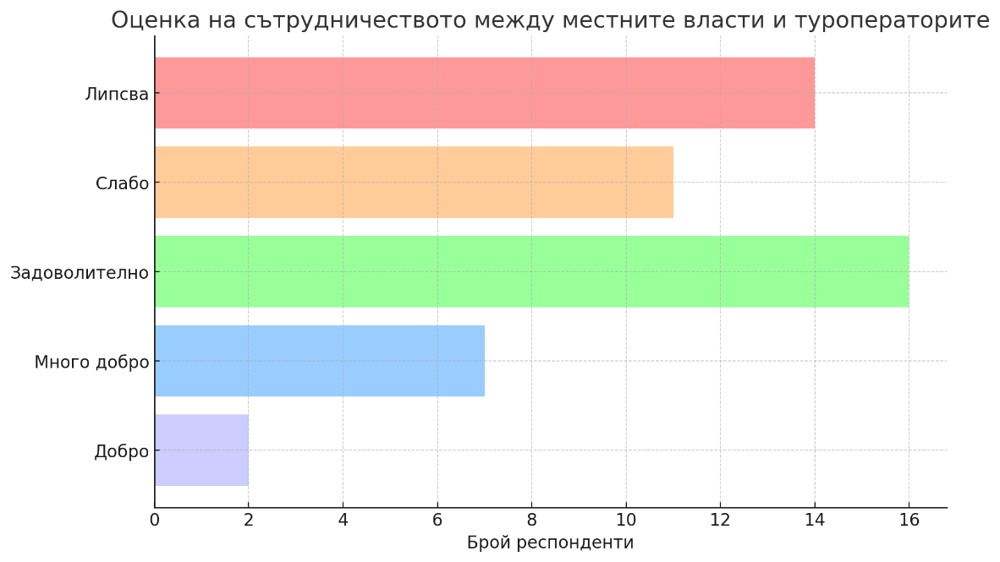 Оценка на сътрудничеството между местните власти и туроператорите
Липсва
Слабо
Задоволително
Много добро
Добро
0 2 4 6 8 10 12 14 16
Брой респонденти